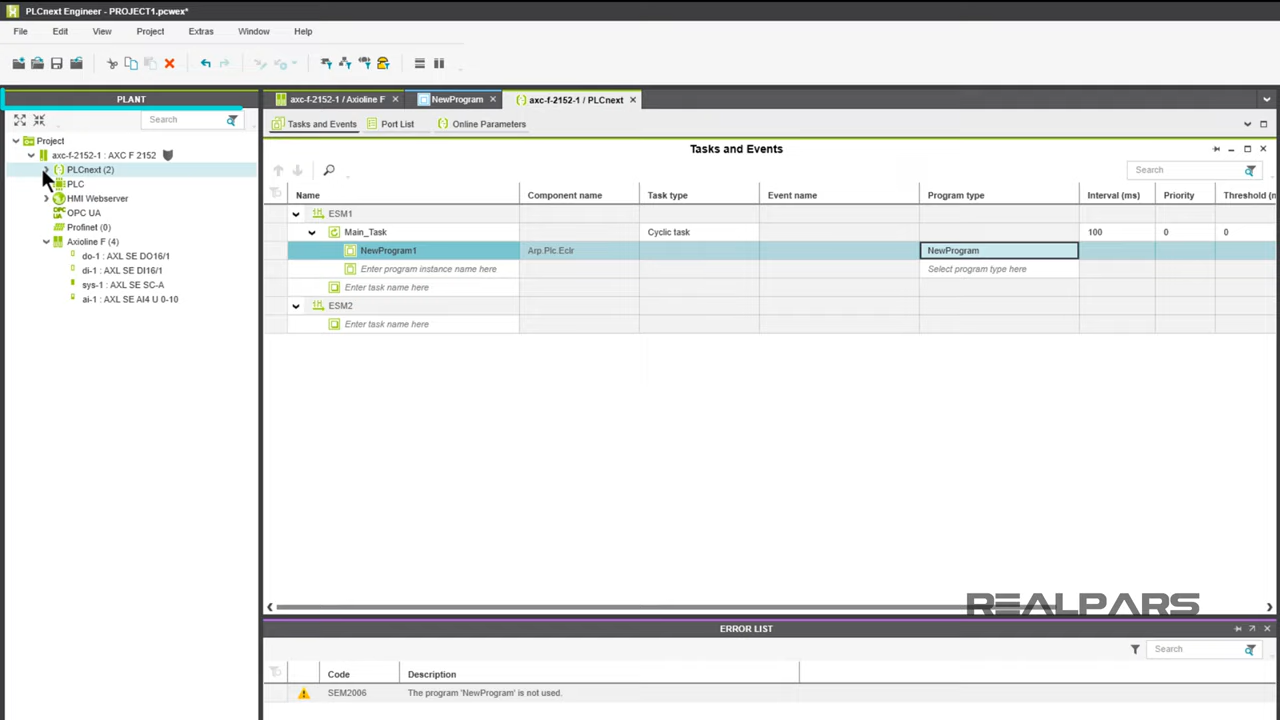 PLCnext Engineer - PROJECT1.pcwex*
File Edit View Project Extras Window Help
PLANT
Search
Project
axc-f-2152-1 : AXC F 2152
PLCnext (2)
PLC
HMI Webserver
OPC UA
Profinet (0)
Axioline F (4)
do-1 : AXL SE DO16/1
di-1 : AXL SE DI16/1
sys-1 : AXL SE SC-A
ai-1 : AXL SE AI4 U 0-10
axc-f-2152-1 / Axioline F NewProgram axc-f-2152-1 / PLCnext
Tasks and Events Port List Online Parameters
Tasks and Events
Search
Name Component name Task type Event name Program type Interval (ms) Priority Threshold (m
ESM1
Main_Task Cyclic task 100 0 0
NewProgram1 Arp.Plc.Eclr NewProgram
Enter program instance name here Select program type here
Enter task name here
ESM2
Enter task name here
REALPARS
ERROR LIST
Search
Code Description
SEM2006 The program 'NewProgram' is not used.